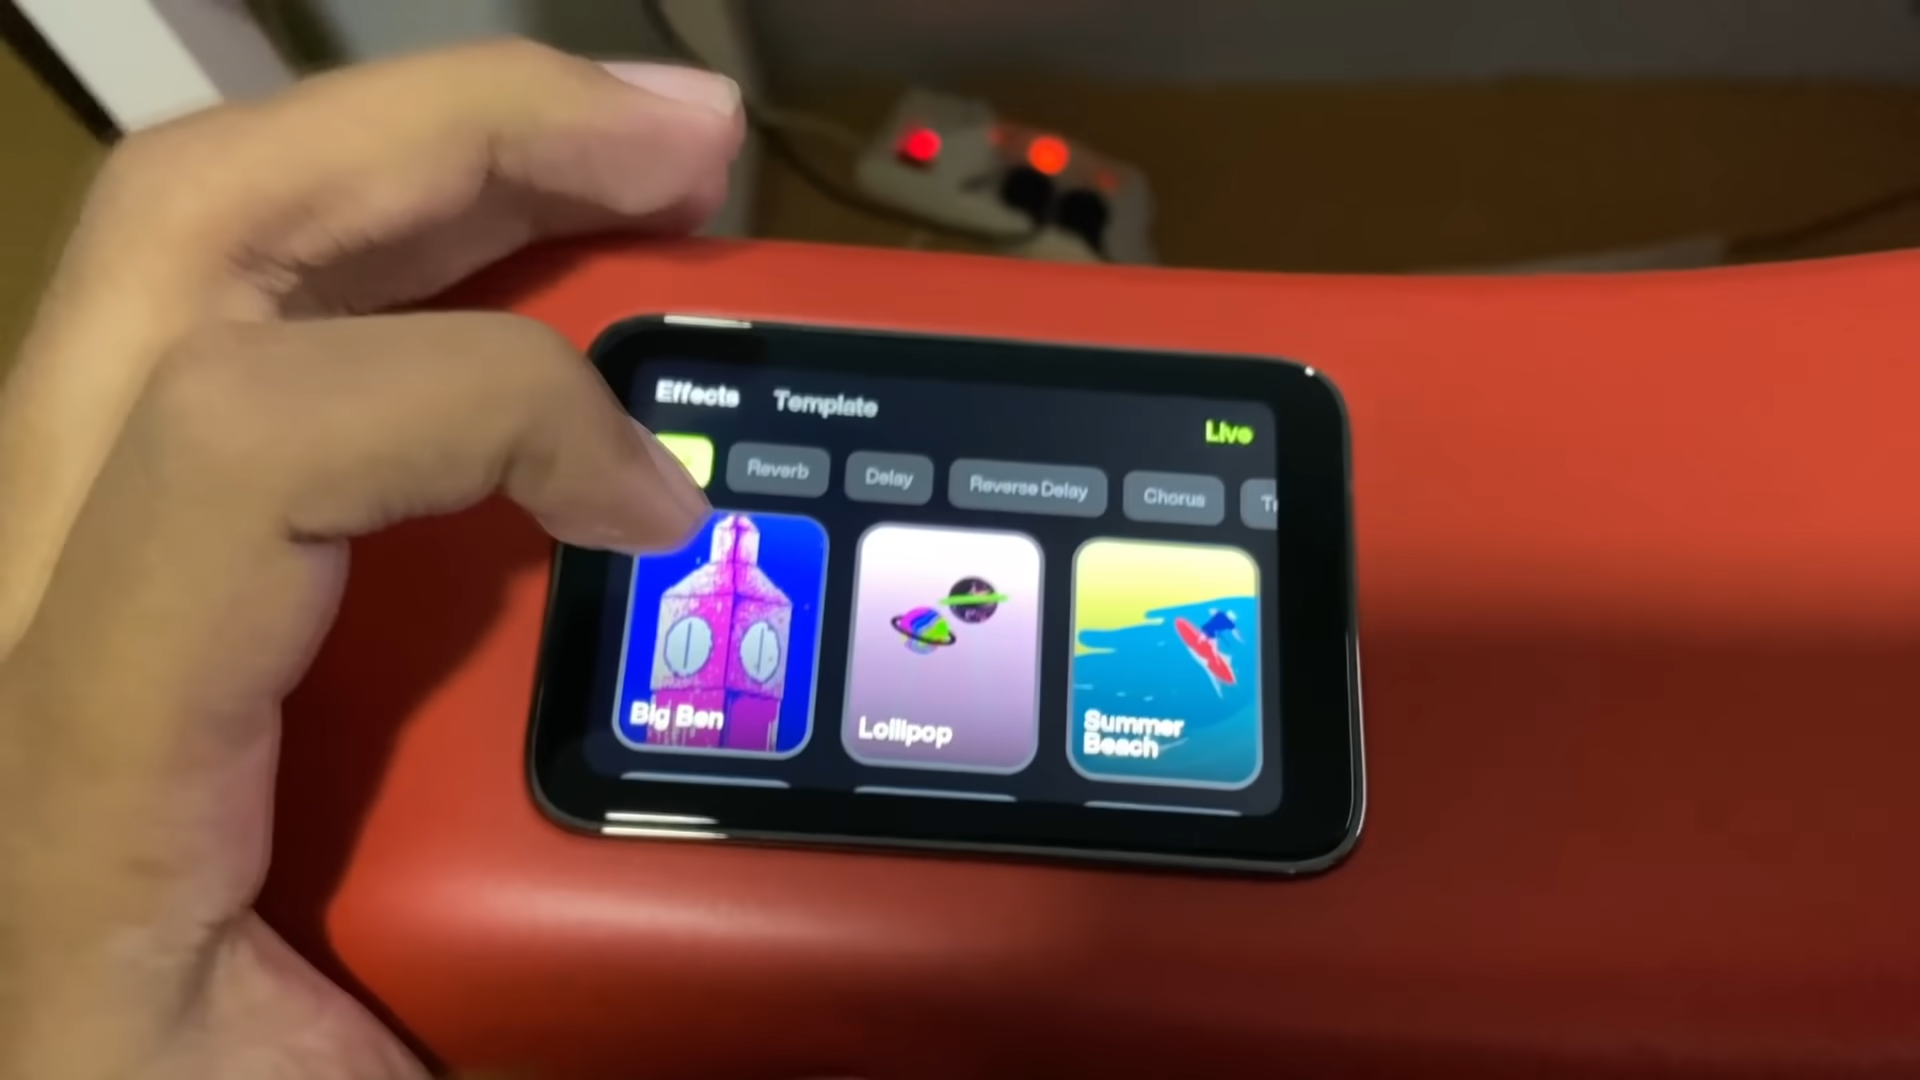 Effects Template
Live
Reverb Delay Reverse Delay Chorus
Big Ben
Lollipop
Summer
Beach